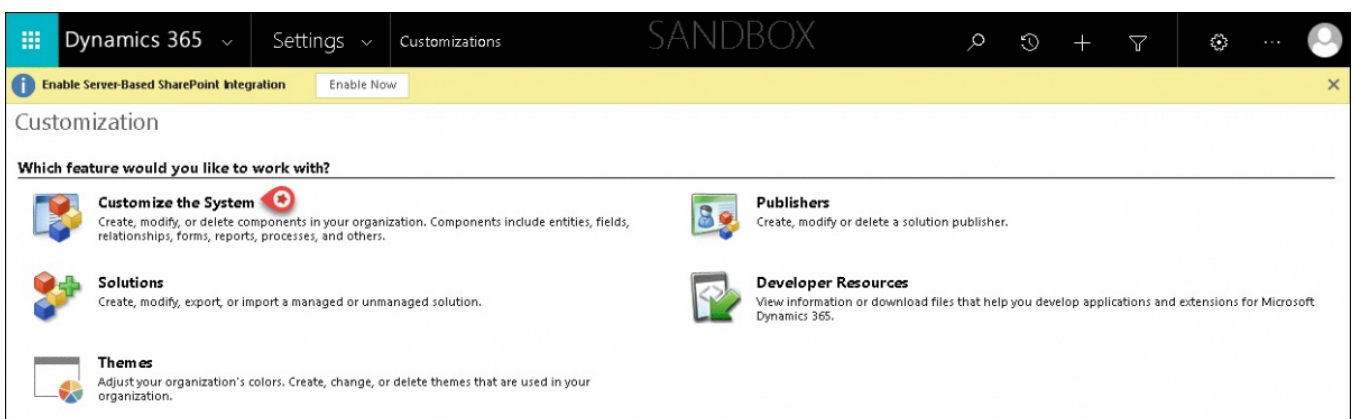 Dynamics 365 Settings Customizations SANDBOX
Enable Server-Based SharePoint Integration Enable Now
Customization
Which feature would you like to work with?
Customize the System
Create, modify, or delete components in your organization. Components include entities, fields,
relationships, forms, reports, processes, and others.
Publishers
Create, modify or delete a solution publisher.
Solutions
Create, modify, export, or import a managed or unmanaged solution.
Developer Resources
View information or download files that help you develop applications and extensions for Microsoft
Dynamics 365.
Themes
Adjust your organization's colors. Create, change, or delete themes that are used in your
organization.